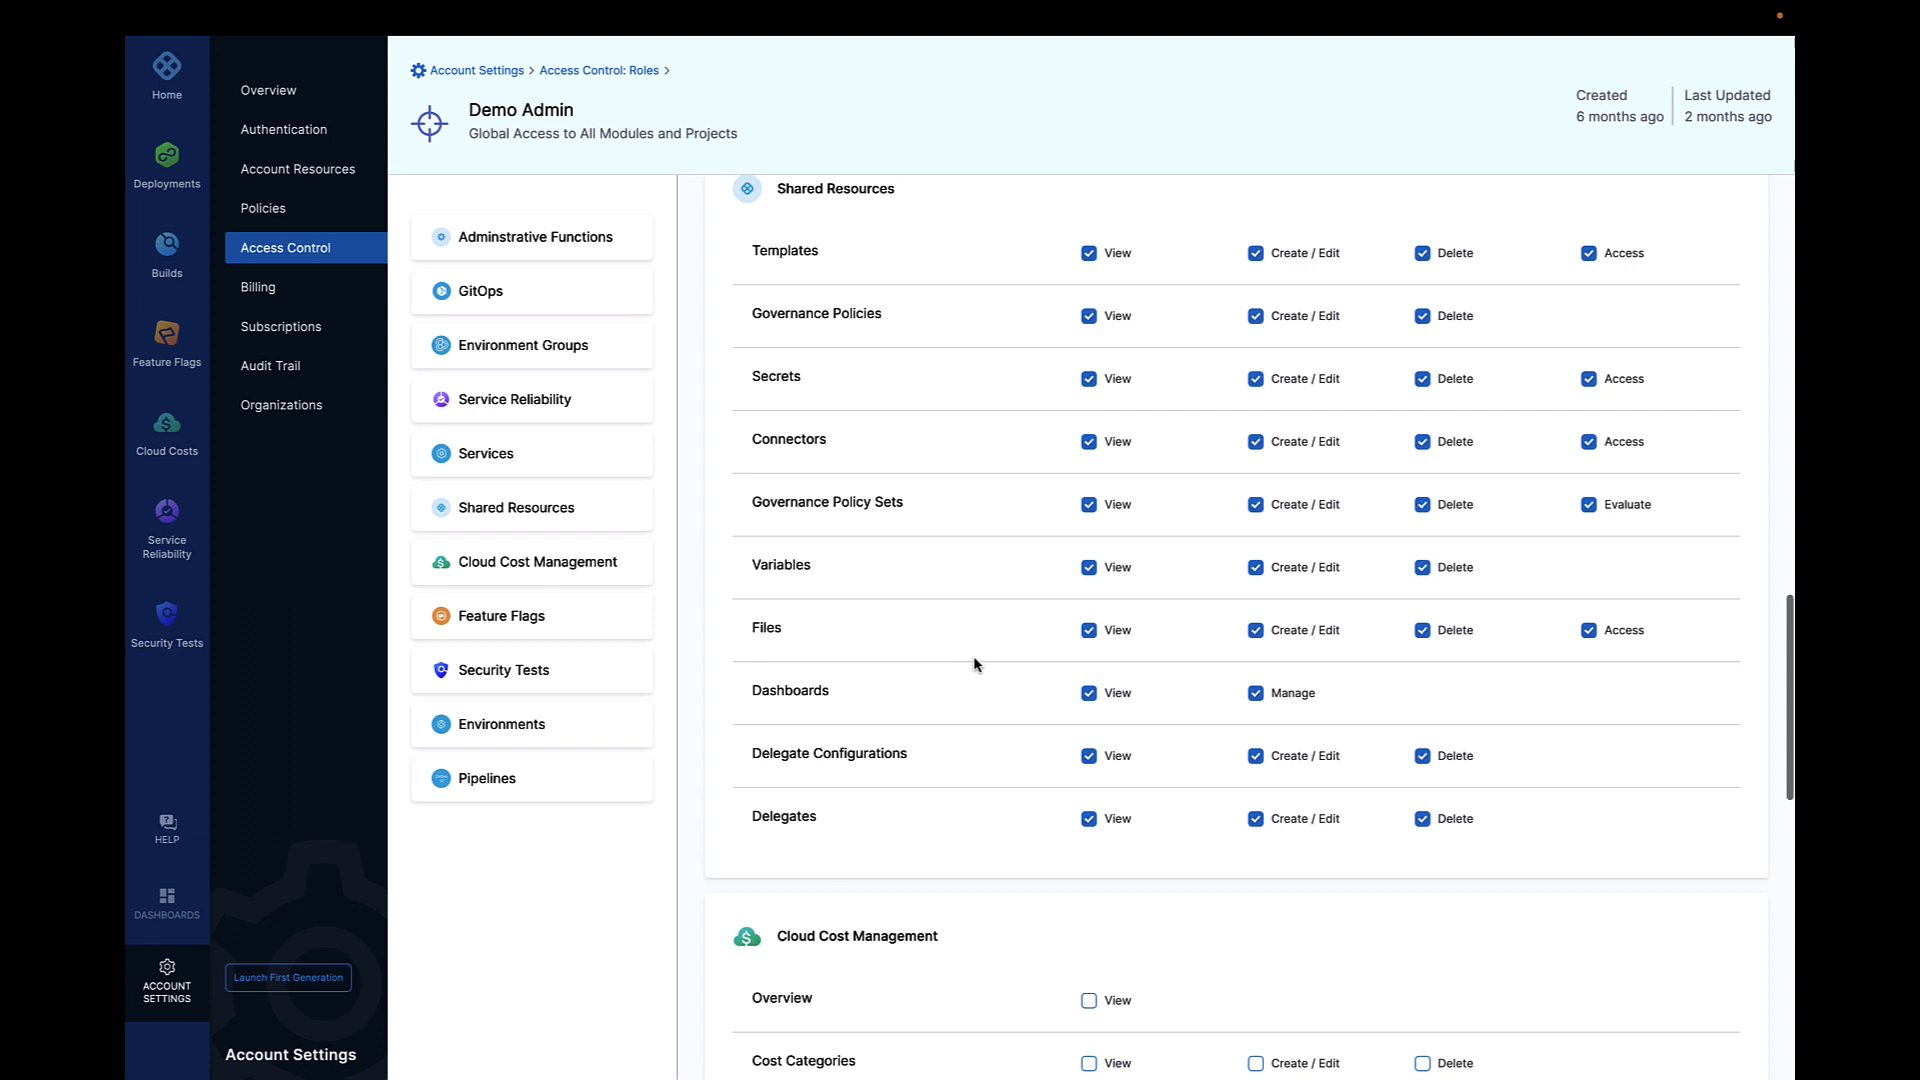 Home
Deployments
Builds
Feature Flags
Cloud Costs
Service
Reliability
Security Tests
HELP
DASHBOARDS
ACCOUNT
SETTINGS
Overview
Authentication
Account Resources
Policies
Access Control
Billing
Subscriptions
Audit Trail
Organizations
Launch First Generation
Account Settings
Account Settings > Access Control: Roles >
Demo Admin
Global Access to All Modules and Projects
Created
6 months ago
Last Updated
2 months ago
Adminstrative Functions
GitOps
Environment Groups
Service Reliability
Services
Shared Resources
Cloud Cost Management
Feature Flags
Security Tests
Environments
Pipelines
Shared Resources
Templates View Create / Edit Delete Access
Governance Policies View Create / Edit Delete
Secrets View Create / Edit Delete Access
Connectors View Create / Edit Delete Access
Governance Policy Sets View Create / Edit Delete Evaluate
Variables View Create / Edit Delete
Files View Create / Edit Delete Access
Dashboards View Manage
Delegate Configurations View Create / Edit Delete
Delegates View Create / Edit Delete
Cloud Cost Management
Overview View
Cost Categories View Create / Edit Delete